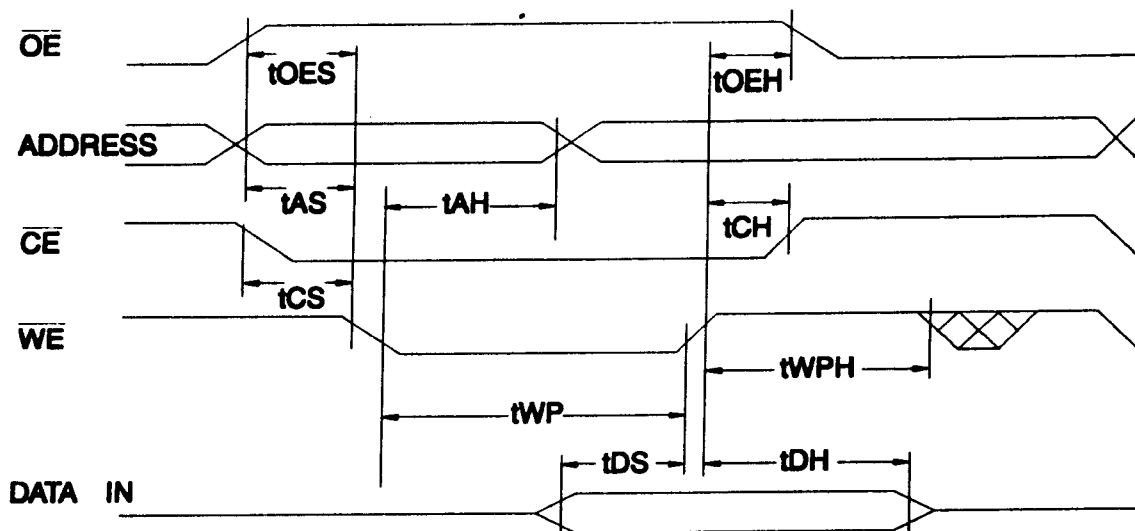 OE
tOES
tOEH
ADDRESS
tAS
tAH
tCH
CE
tCS
WE
tWPH
tWP
tDS
tDH
DATA IN